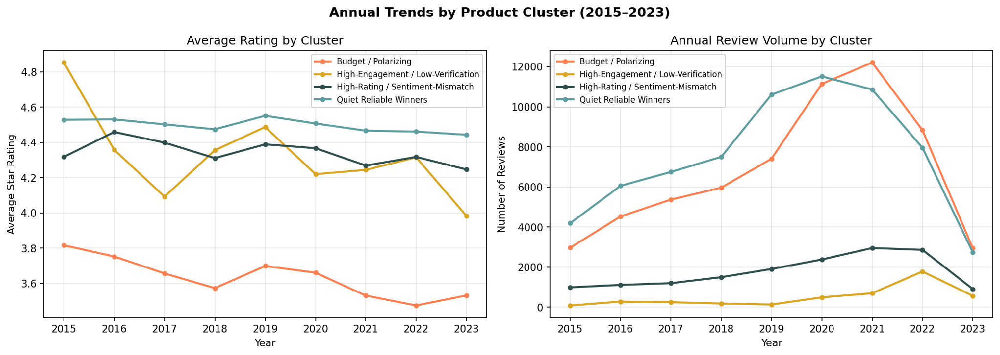 Annual Trends by Product Cluster (2015–2023)
Average Rating by Cluster
Budget / Polarizing
High-Engagement / Low-Verification
High-Rating / Sentiment-Mismatch
Quiet Reliable Winners
4.8
4.6
4.4
4.2
4.0
3.8
3.6
Average Star Rating
2015 2016 2017 2018 2019 2020 2021 2022 2023
Year
Annual Review Volume by Cluster
Budget / Polarizing
High-Engagement / Low-Verification
High-Rating / Sentiment-Mismatch
Quiet Reliable Winners
12000
10000
8000
6000
4000
2000
0
Number of Reviews
2015 2016 2017 2018 2019 2020 2021 2022 2023
Year